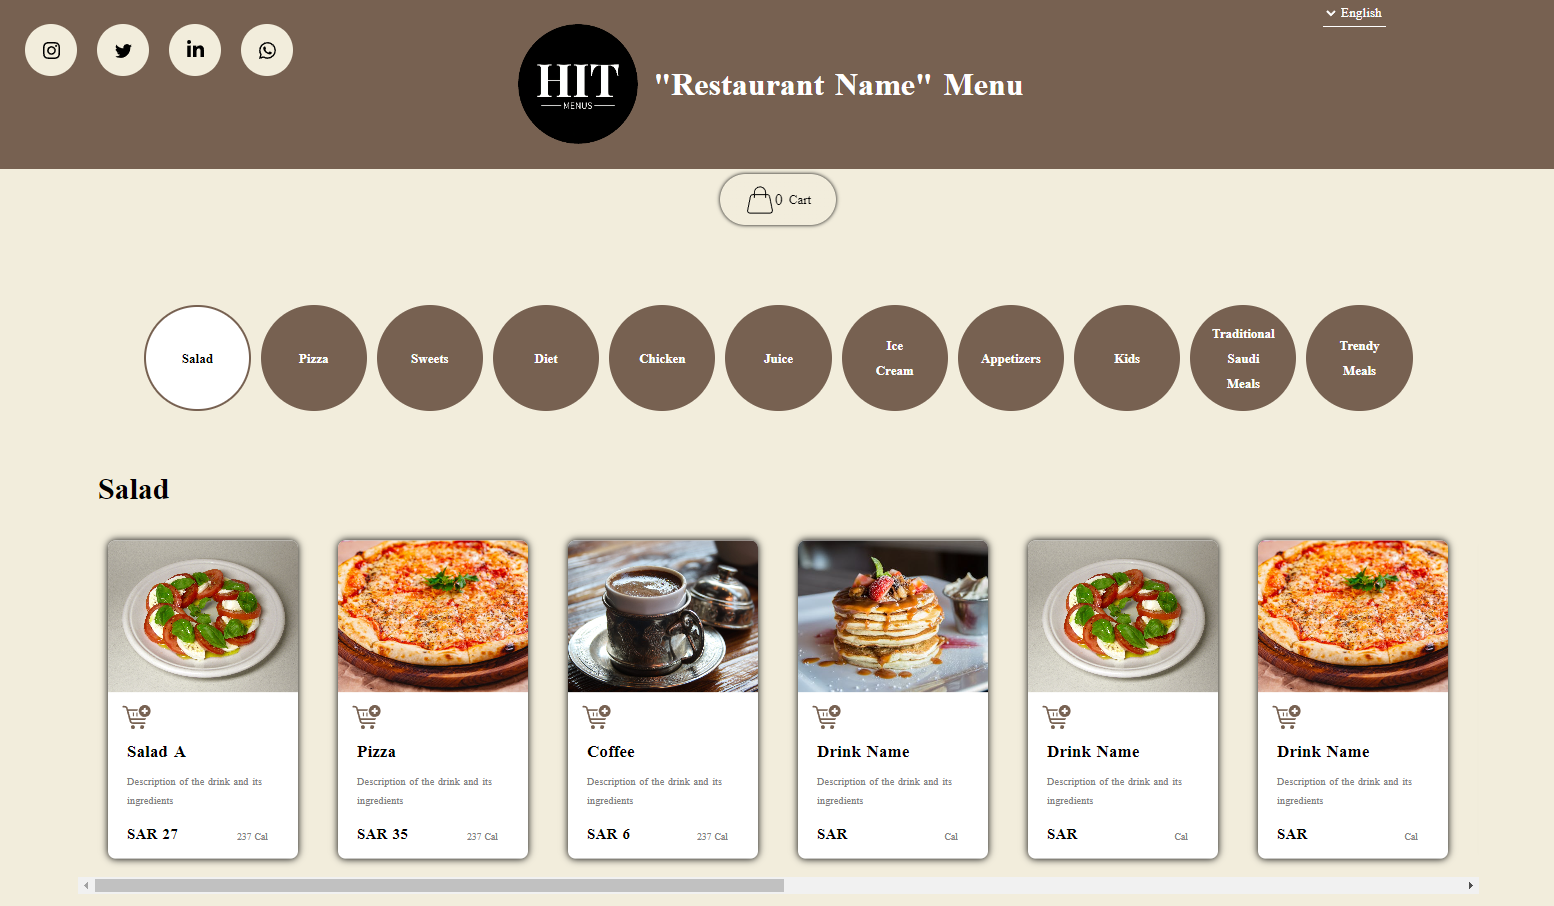 English
HIT
MENUS
"Restaurant Name" Menu
0 Cart
Salad
Pizza
Sweets
Diet
Chicken
Juice
Ice
Cream
Appetizers
Kids
Traditional
Saudi
Meals
Trendy
Meals
Salad
Salad A
Description of the drink and its
ingredients
SAR 27
237 Cal
Pizza
Description of the drink and its
ingredients
SAR 35
237 Cal
Coffee
Description of the drink and its
ingredients
SAR 6
237 Cal
Drink Name
Description of the drink and its
ingredients
SAR
Cal
Drink Name
Description of the drink and its
ingredients
SAR
Cal
Drink Name
Description of the drink and its
ingredients
SAR
Cal